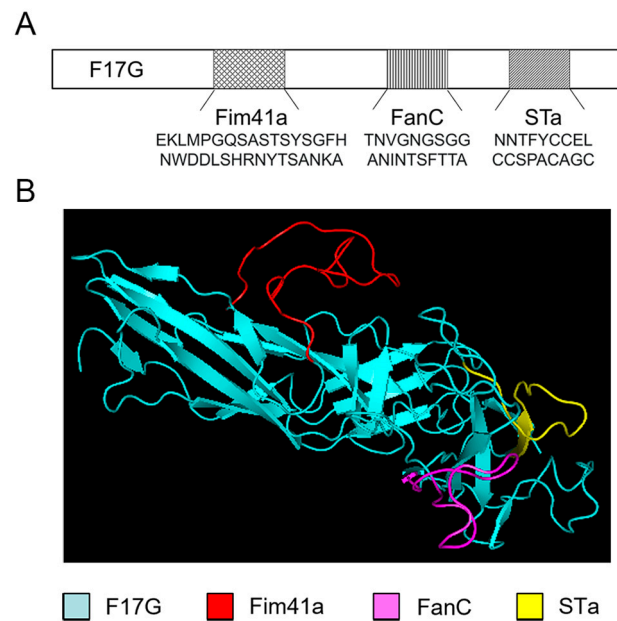 A
F17G
Fim41a FanC STa
EKLMPGQSASTSYSGFH TNVGNGSGG NNTFYCCEL
NWDDLSHRNYTSANKA ANINTSFTTA CCSPACAGC
B
F17G Fim41a FanC STa